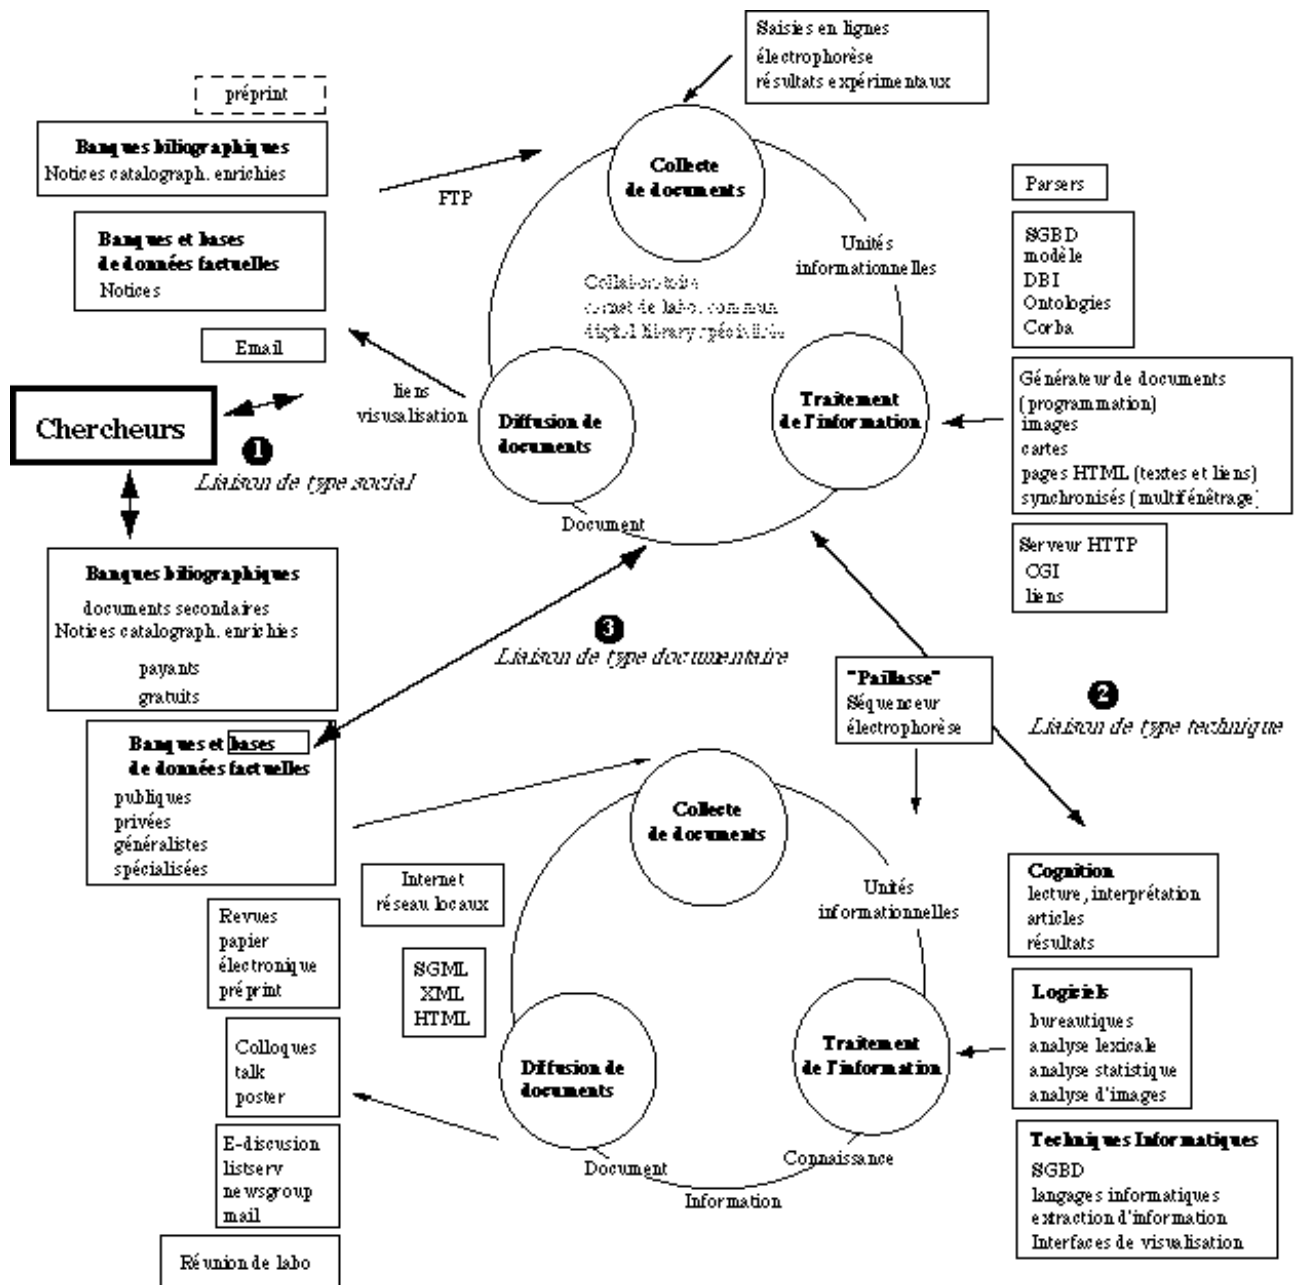 Saisies en lignes
électrophorèse
résultats expérimentaux
préprint
Banques biliographiques
Notices catalograph. enrichies
FTP
Collecte
de documents
Parsers
Banques et bases
de données factuelles
Notices
Unités
informationnelles
SGBD
modèle
DBI
Ontologies
Corba
Collaboratoire
carnet de labo. commun
digital library spécialisée
Email
liens
visualisation
Chercheurs
1
Liaison de type social
Diffusion de
documents
Traitement
de l'information
Générateur de documents
(programmation)
images
cartes
pages HTML (textes et liens)
synchronisés (multifénêtrage)
Document
Serveur HTTP
CGI
liens
Banques biliographiques
documents secondaires
Notices catalograph. enrichies
payants
gratuits
3
Liaison de type documentaire
"Paillasse"
Séquenceur
électrophorèse
2
Liaison de type technique
Banques et bases
de données factuelles
publiques
privées
généralistes
spécialisées
Collecte
de documents
Internet
réseau locaux
Unités
informationnelles
Cognition
lecture, interprétation
articles
résultats
Revues
papier
électronique
préprint
SGML
XML
HTML
Logiciels
bureautiques
analyse lexicale
analyse statistique
analyse d'images
Colloques
talk
poster
Diffusion de
documents
Traitement
de l'information
E-discusion
listserv
newsgroup
mail
Document
Information
Connaissance
Techniques Informatiques
SGBD
langages informatiques
extraction d'information
Interfaces de visualisation
Réunion de labo